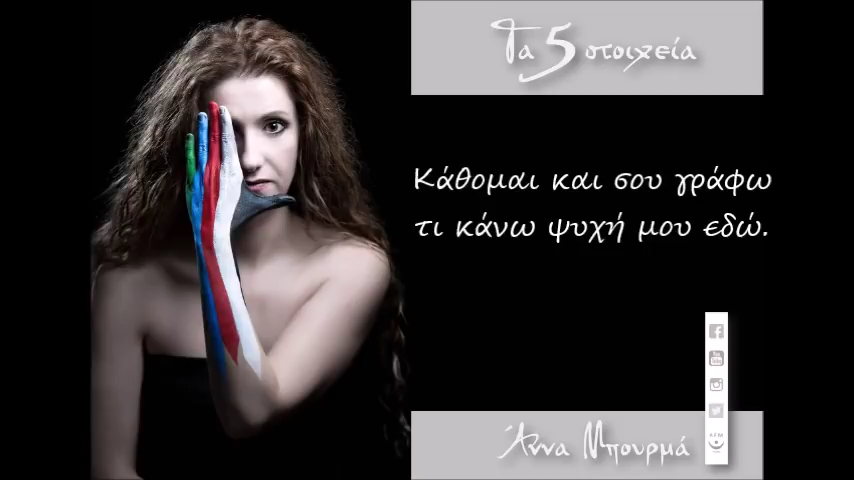 Τα 5 στοιχεία
Κάθομαι και σου γράφω
τι κάνω ψυχή μου εδώ.
Άννα Μπουρμά